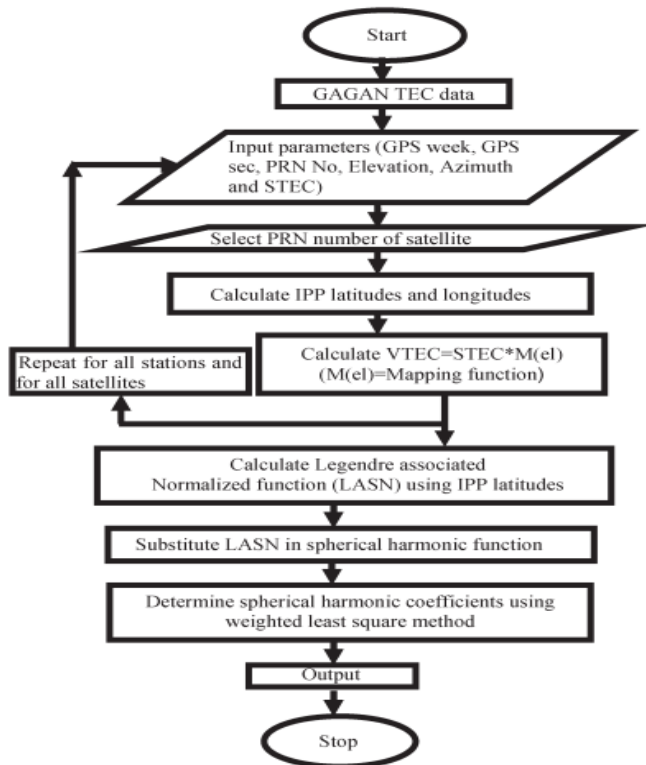 Start
GAGAN TEC data
Input parameters (GPS week, GPS
sec, PRN No, Elevation, Azimuth
and STEC)
Select PRN number of satellite
Calculate IPP latitudes and longitudes
Calculate VTEC=STEC*M(el)
(M(el)=Mapping function)
Repeat for all stations and
for all satellites
Calculate Legendre associated
Normalized function (LASN) using IPP latitudes
Substitute LASN in spherical harmonic function
Determine spherical harmonic coefficients using
weighted least square method
Output
Stop